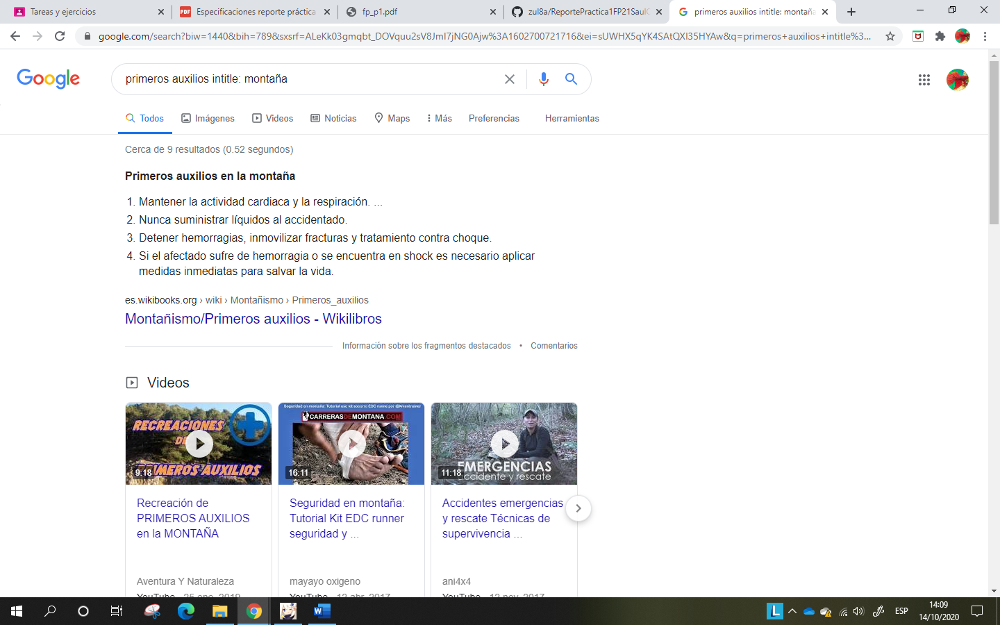 Tareas y ejercicios
Especificaciones reporte práctica
fp_p1.pdf
zul8a/ReportePractica1FP21Saul
primeros auxilios intitle: montaña
google.com/search?biw=1440&bih=789&sxsrf=ALeKk03gmqbt_DOVquu2sV8JmI7jNG0Ajw%3A1602700721716&ei=sUWHX5qYK4SAtQXI35HYAw&q=primeros+auxilios+intitle%3...
Google
primeros auxilios intitle: montaña
Todos
Imágenes
Videos
Noticias
Maps
Más
Preferencias
Herramientas
Cerca de 9 resultados (0.52 segundos)
Primeros auxilios en la montaña
1. Mantener la actividad cardiaca y la respiración. ...
2. Nunca suministrar líquidos al accidentado.
3. Detener hemorragias, inmovilizar fracturas y tratamiento contra choque.
4. Si el afectado sufre de hemorragia o se encuentra en shock es necesario aplicar
medidas inmediatas para salvar la vida.
es.wikibooks.org › wiki › Montañismo › Primeros_auxilios
Montañismo/Primeros auxilios - Wikilibros
Información sobre los fragmentos destacados • Comentarios
Videos
RECREACIONES
DE
PRIMEROS AUXILIOS
9:18
Recreación de
PRIMEROS AUXILIOS
en la MONTAÑA
Aventura Y Naturaleza
YouTube - 25 ene. 2019
Seguridad en montaña: Tutorial uso kit socorro EDC runne por @Xmontrainer
CARRERASDEMONTANA.COM
16:11
Seguridad en montaña:
Tutorial Kit EDC runner
seguridad y ...
mayayo oxigeno
YouTube - 12 abr. 2017
EMERGENCIAS
accidente y rescate
11:18
Accidentes emergencias
y rescate Técnicas de
supervivencia ...
ani4x4
YouTube - 12 nov. 2017
L
ESP
14:09
14/10/2020